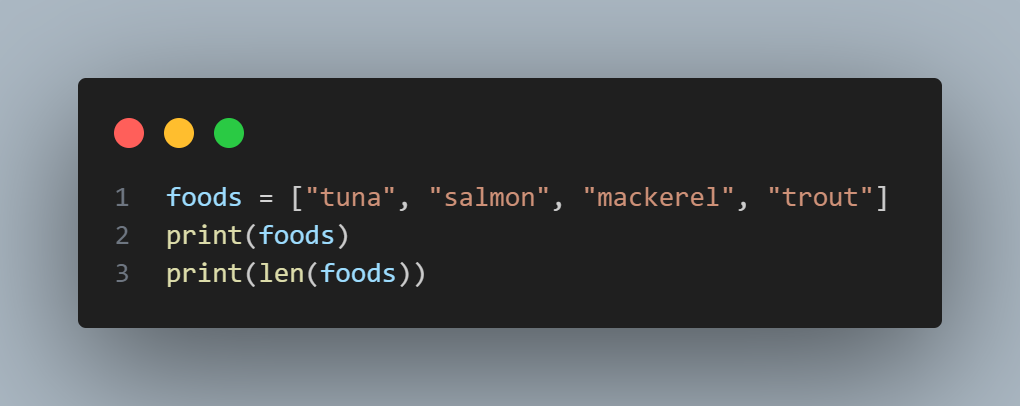 1 foods = ["tuna", "salmon", "mackerel", "trout"]
2 print(foods)
3 print(len(foods))